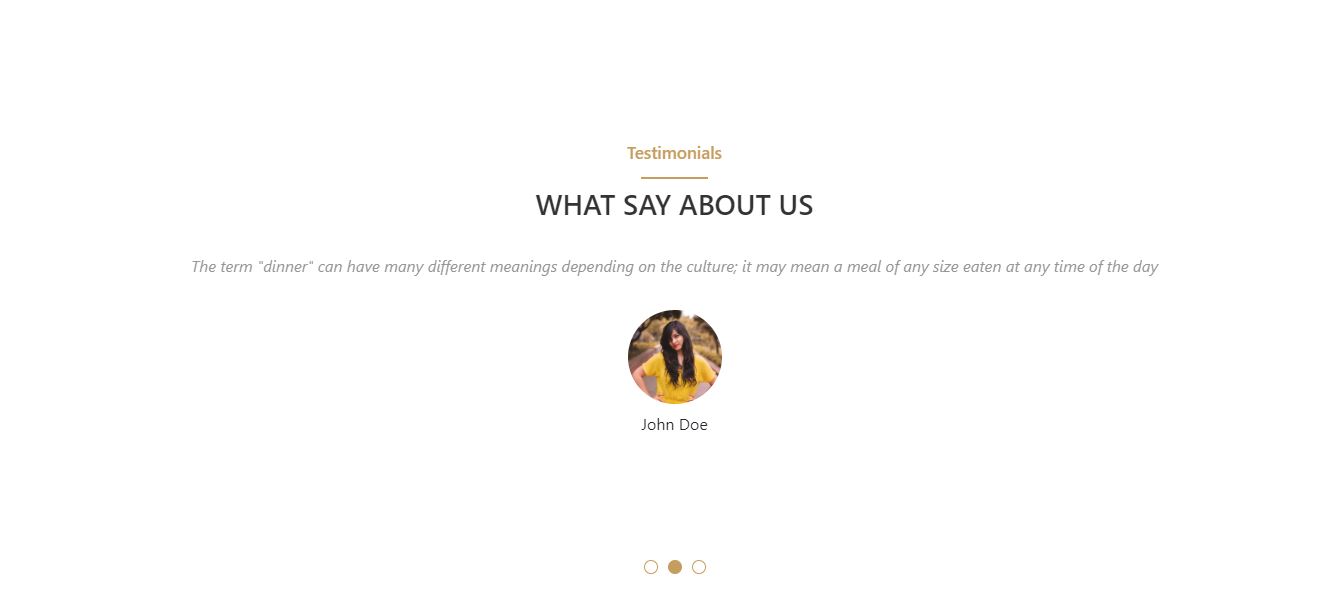 Testimonials
WHAT SAY ABOUT US
The term "dinner" can have many different meanings depending on the culture; it may mean a meal of any size eaten at any time of the day
John Doe